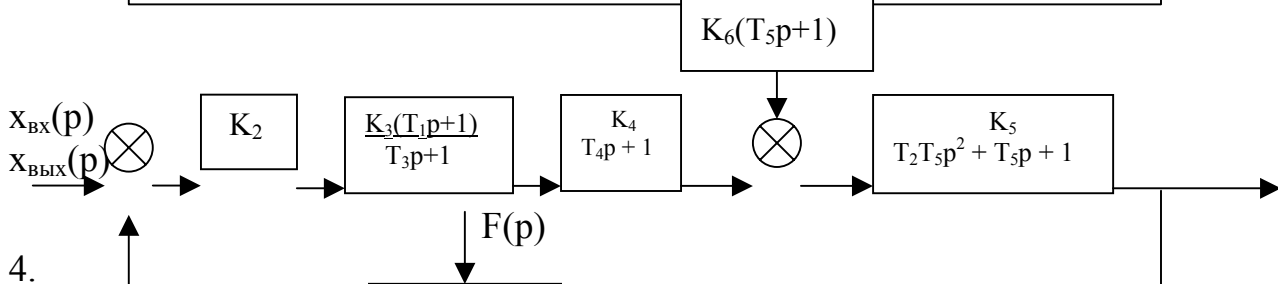 K₆(T₅p+1)
xвх(p)
xвых(p)
K₂
K₃(T₁p+1)
T₃p+1
K₄
T₄p + 1
K₅
T₂T₅p² + T₅p + 1
F(p)
4.